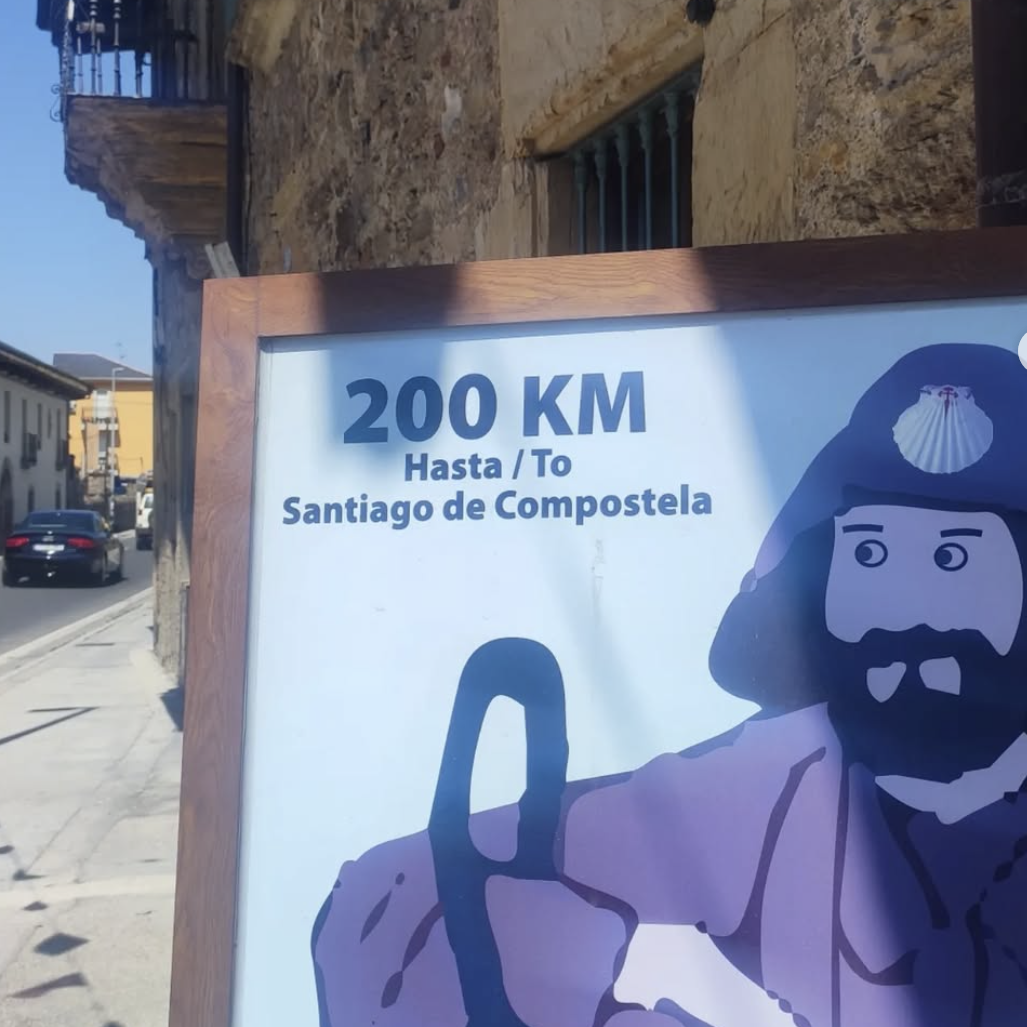 200 KM
Hasta / To
Santiago de Compostela